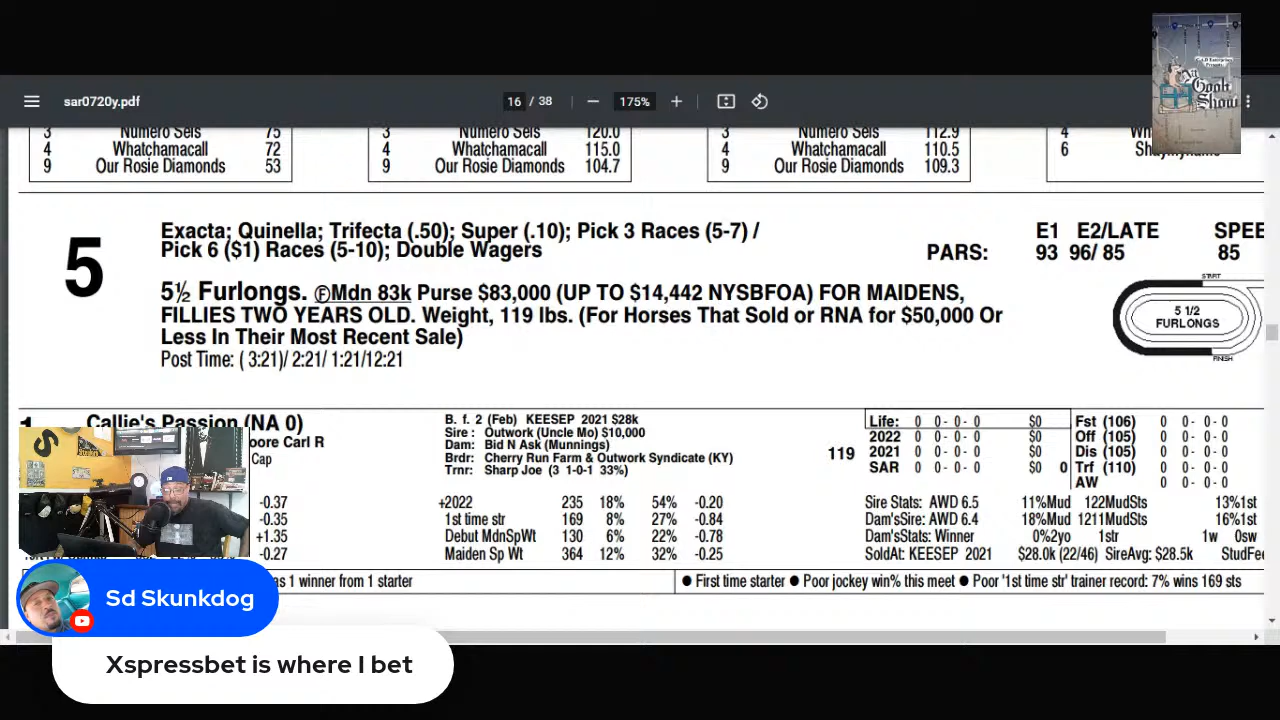 sar0720y.pdf
16 / 38
175%
3 Numero Seis 75
4 Whatchamacall 72
9 Our Rosie Diamonds 53
3 Numero Seis 120.0
4 Whatchamacall 115.0
9 Our Rosie Diamonds 104.7
3 Numero Seis 112.9
4 Whatchamacall 110.5
9 Our Rosie Diamonds 109.3
4
6
Gook
Show
5
Exacta; Quinella; Trifecta (.50); Super (.10); Pick 3 Races (5-7) /
Pick 6 ($1) Races (5-10); Double Wagers
PARS:
E1 E2/LATE SPEE
93 96/ 85 85
5½ Furlongs. ⒻMdn 83k Purse $83,000 (UP TO $14,442 NYSBFOA) FOR MAIDENS,
FILLIES TWO YEARS OLD. Weight, 119 lbs. (For Horses That Sold or RNA for $50,000 Or
Less In Their Most Recent Sale)
Post Time: ( 3:21)/ 2:21/ 1:21/12:21
START
5 1/2
FURLONGS
FINISH
1 Callie's Passion (NA 0)
oore Carl R
Cap
B. f. 2 (Feb) KEESEP 2021 $28k
Sire : Outwork (Uncle Mo) $10,000
Dam: Bid N Ask (Munnings)
Brdr: Cherry Run Farm & Outwork Syndicate (KY)
Trnr: Sharp Joe (3 1-0-1 33%)
119
Life: 0 0 - 0 - 0 $0
2022 0 0 - 0 - 0 $0
2021 0 0 - 0 - 0 $0
SAR 0 0 - 0 - 0 $0 0
Fst (106) 0 0 - 0 - 0
Off (105) 0 0 - 0 - 0
Dis (105) 0 0 - 0 - 0
Trf (110) 0 0 - 0 - 0
AW 0 0 - 0 - 0
-0.37
-0.35
+1.35
-0.27
+2022 235 18% 54% -0.20
1st time str 169 8% 27% -0.84
Debut MdnSpWt 130 6% 22% -0.78
Maiden Sp Wt 364 12% 32% -0.25
Sire Stats: AWD 6.5 11%Mud 122MudSts 13%1st
Dam'sSire: AWD 6.4 18%Mud 1211MudSts 16%1st
Dam'sStats: Winner 0%2yo 1str 1w 0sw
SoldAt: KEESEP 2021 $28.0k (22/46) SireAvg: $28.5k StudFee
as 1 winner from 1 starter
● First time starter ● Poor jockey win% this meet ● Poor '1st time str' trainer record: 7% wins 169 sts
Sd Skunkdog
Xspressbet is where I bet